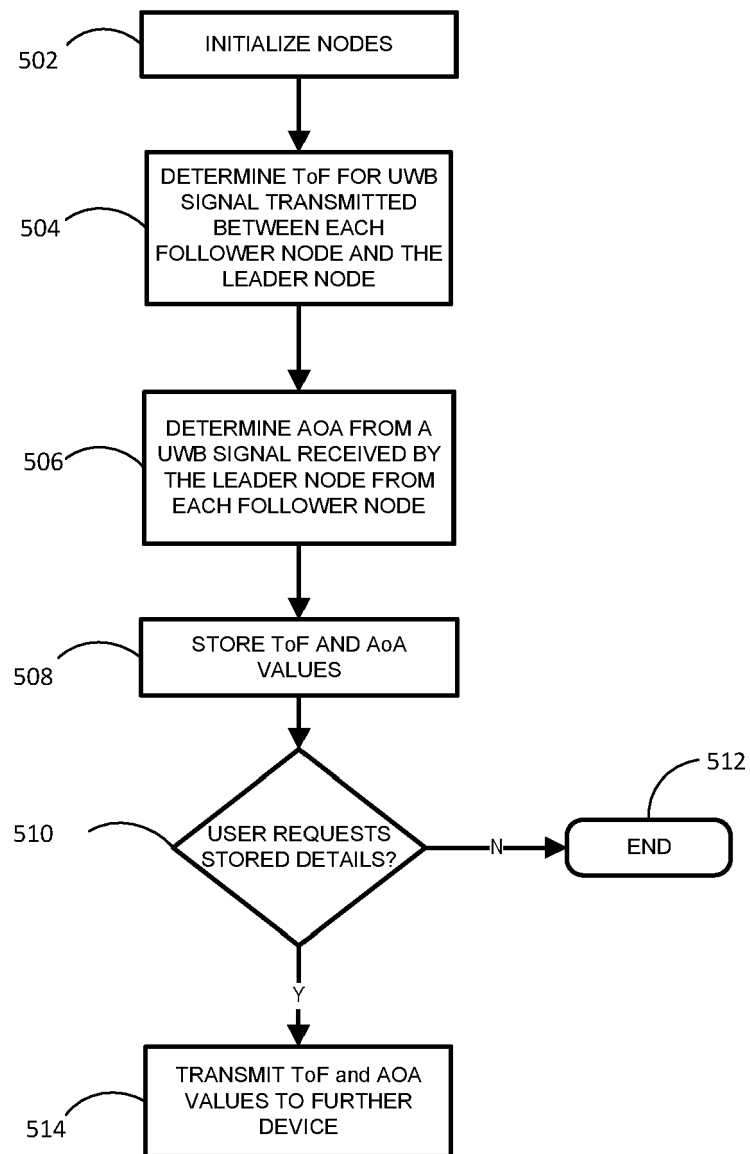 502
INITIALIZE NODES
504
DETERMINE ToF FOR UWB
SIGNAL TRANSMITTED
BETWEEN EACH
FOLLOWER NODE AND THE
LEADER NODE
506
DETERMINE AOA FROM A
UWB SIGNAL RECEIVED BY
THE LEADER NODE FROM
EACH FOLLOWER NODE
508
STORE ToF AND AoA
VALUES
510
USER REQUESTS
STORED DETAILS?
N
512
END
Y
514
TRANSMIT ToF and AOA
VALUES TO FURTHER
DEVICE